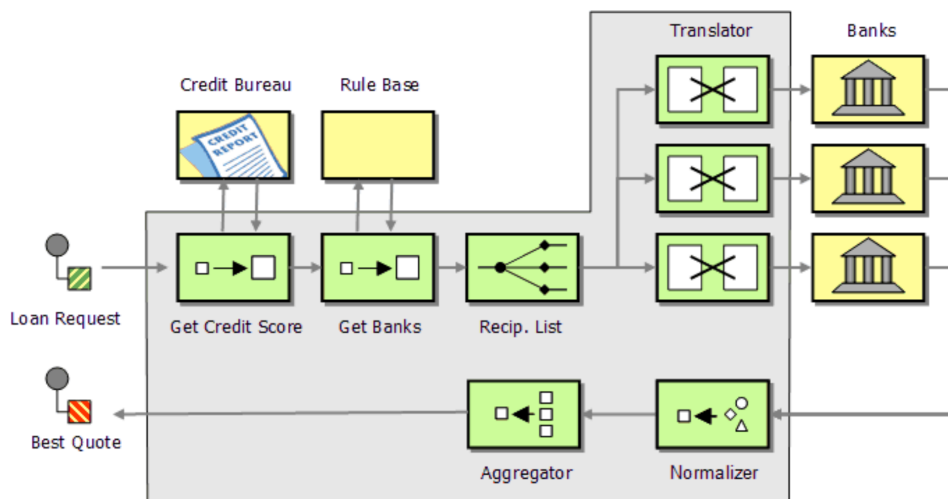 Translator
Banks
Credit Bureau
Rule Base
CREDIT
REPORT
Loan Request
Get Credit Score
Get Banks
Recip. List
Best Quote
Aggregator
Normalizer